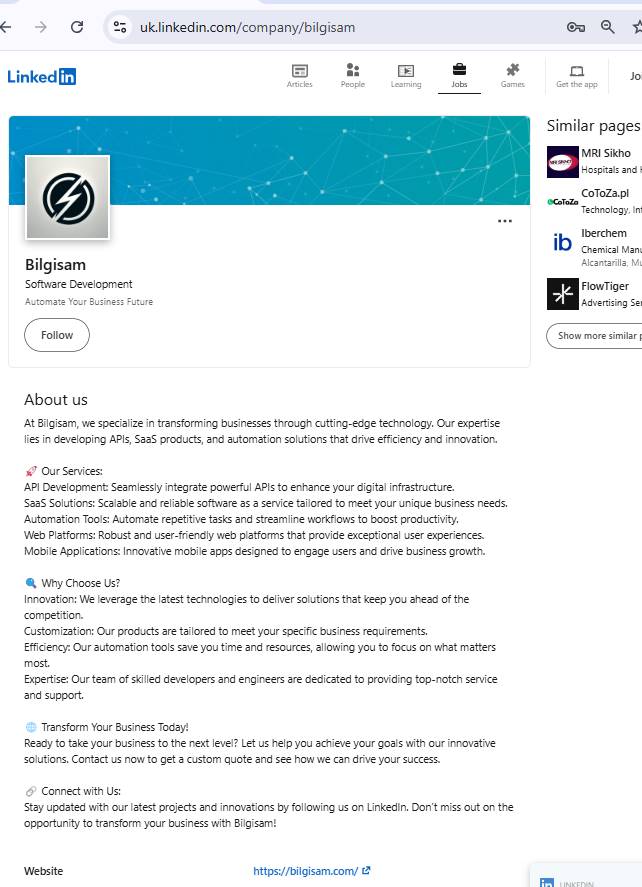 uk.linkedin.com/company/bilgisam
Linked in
Articles
People
Learning
Jobs
Games
Get the app
Similar pages
MRI Sikho
Hospitals and
CoToZa
CoToZa.pl
Technology,
ib
Iberchem
Chemical
Alcantarilla,
FlowTiger
Advertising
Show more similar
Bilgisam
Software Development
Automate Your Business Future
Follow
About us
At Bilgisam, we specialize in transforming businesses through cutting-edge technology. Our expertise
lies in developing APIs, SaaS products, and automation solutions that drive efficiency and innovation.
🚀 Our Services:
API Development: Seamlessly integrate powerful APIs to enhance your digital infrastructure.
SaaS Solutions: Scalable and reliable software as a service tailored to meet your unique business needs.
Automation Tools: Automate repetitive tasks and streamline workflows to boost productivity.
Web Platforms: Robust and user-friendly web platforms that provide exceptional user experiences.
Mobile Applications: Innovative mobile apps designed to engage users and drive business growth.
🔍 Why Choose Us?
Innovation: We leverage the latest technologies to deliver solutions that keep you ahead of the
competition.
Customization: Our products are tailored to meet your specific business requirements.
Efficiency: Our automation tools save you time and resources, allowing you to focus on what matters
most.
Expertise: Our team of skilled developers and engineers are dedicated to providing top-notch service
and support.
🌐 Transform Your Business Today!
Ready to take your business to the next level? Let us help you achieve your goals with our innovative
solutions. Contact us now to get a custom quote and see how we can drive your success.
🔗 Connect with Us:
Stay updated with our latest projects and innovations by following us on LinkedIn. Don't miss out on the
opportunity to transform your business with Bilgisam!
Website
https://bilgisam.com/
in LINKEDIN